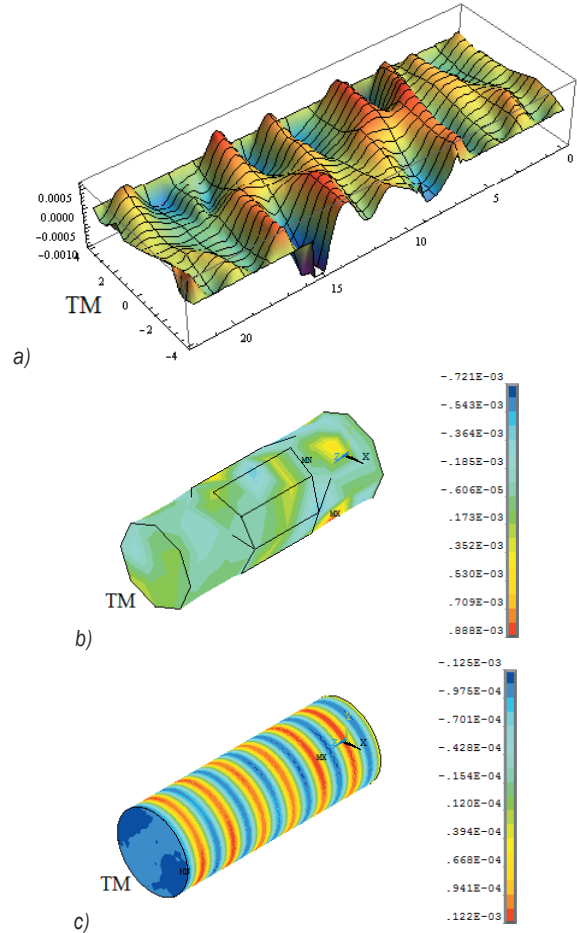 0.0005
0.0000
-0.0005
-0.0010
4
2
0
-2
-4
TM
20
15
10
5
0
a)
MN
Z X
MX
TM
b)
-.721E-03
-.543E-03
-.364E-03
-.185E-03
-.606E-05
.173E-03
.352E-03
.530E-03
.709E-03
.888E-03
Z X
MX
MN
TM
c)
-.125E-03
-.975E-04
-.701E-04
-.428E-04
-.154E-04
.120E-04
.394E-04
.668E-04
.941E-04
.122E-03